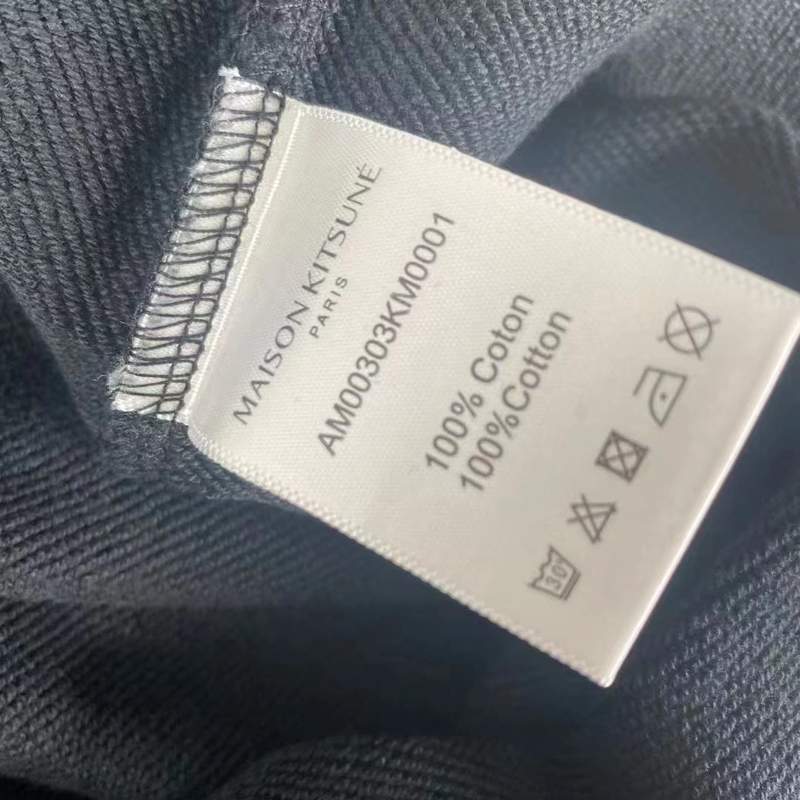 MAISON KITSUNÉ
PARIS
AM00303KM0001
100% Coton
100%Cotton
30